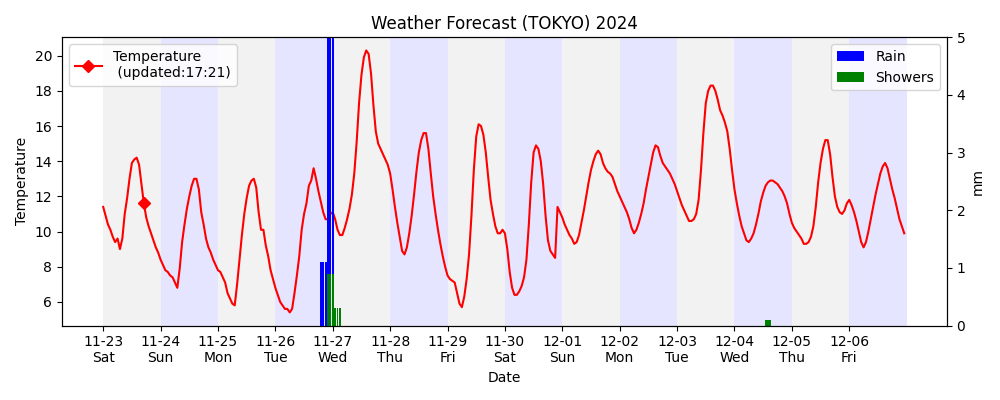 Weather Forecast (TOKYO) 2024
Temperature
(updated:17:21)
Rain
Showers
Temperature
20
18
16
14
12
10
8
6
5
4
3
2
1
0
mm
11-23 11-24 11-25 11-26 11-27 11-28 11-29 11-30 12-01 12-02 12-03 12-04 12-05 12-06
Sat Sun Mon Tue Wed Thu Fri Sat Sun Mon Tue Wed Thu Fri
Date